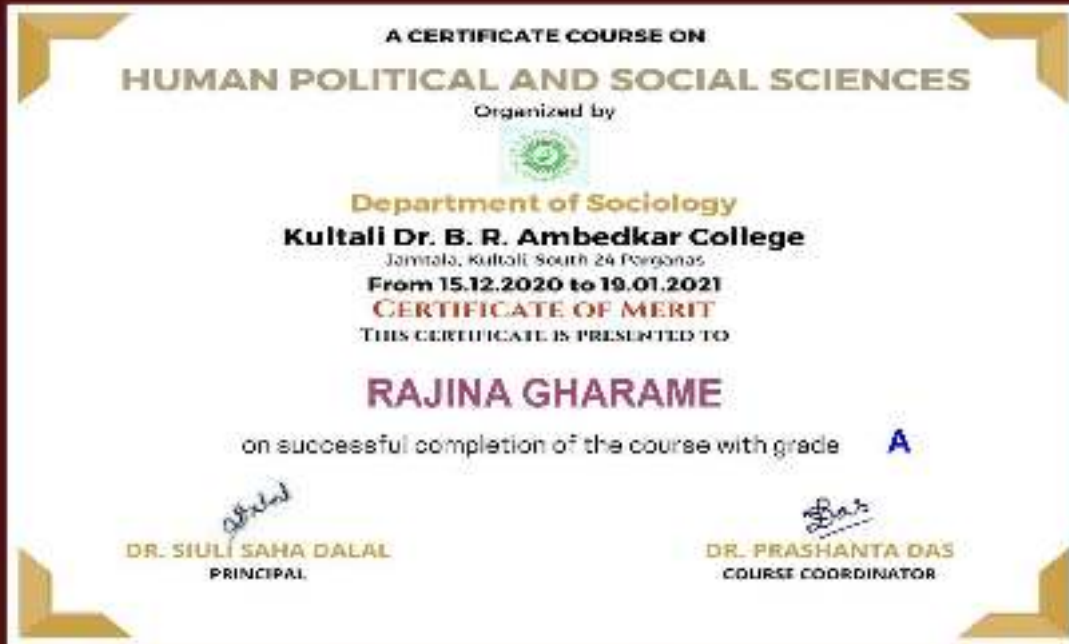 A CERTIFICATE COURSE ON
HUMAN POLITICAL AND SOCIAL SCIENCES
Organized by
Department of Sociology
Kultali Dr. B. R. Ambedkar College
Jamtala, Kultali, South 24 Parganas
From 15.12.2020 to 19.01.2021
CERTIFICATE OF MERIT
THIS CERTIFICATE IS PRESENTED TO
RAJINA GHARAME
on successful completion of the course with grade A
DR. SIULI SAHA DALAL
PRINCIPAL
DR. PRASHANTA DAS
COURSE COORDINATOR